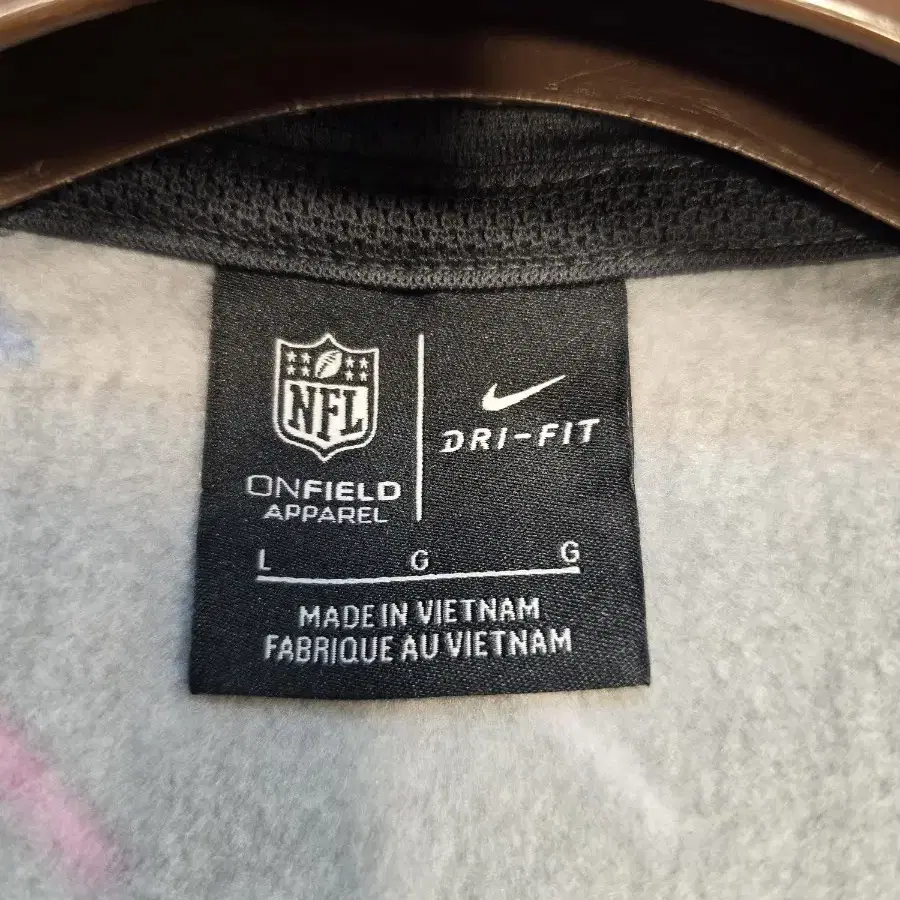 NFL
ONFIELD
APPAREL
DRI-FIT
L G G
MADE IN VIETNAM
FABRIQUE AU VIETNAM